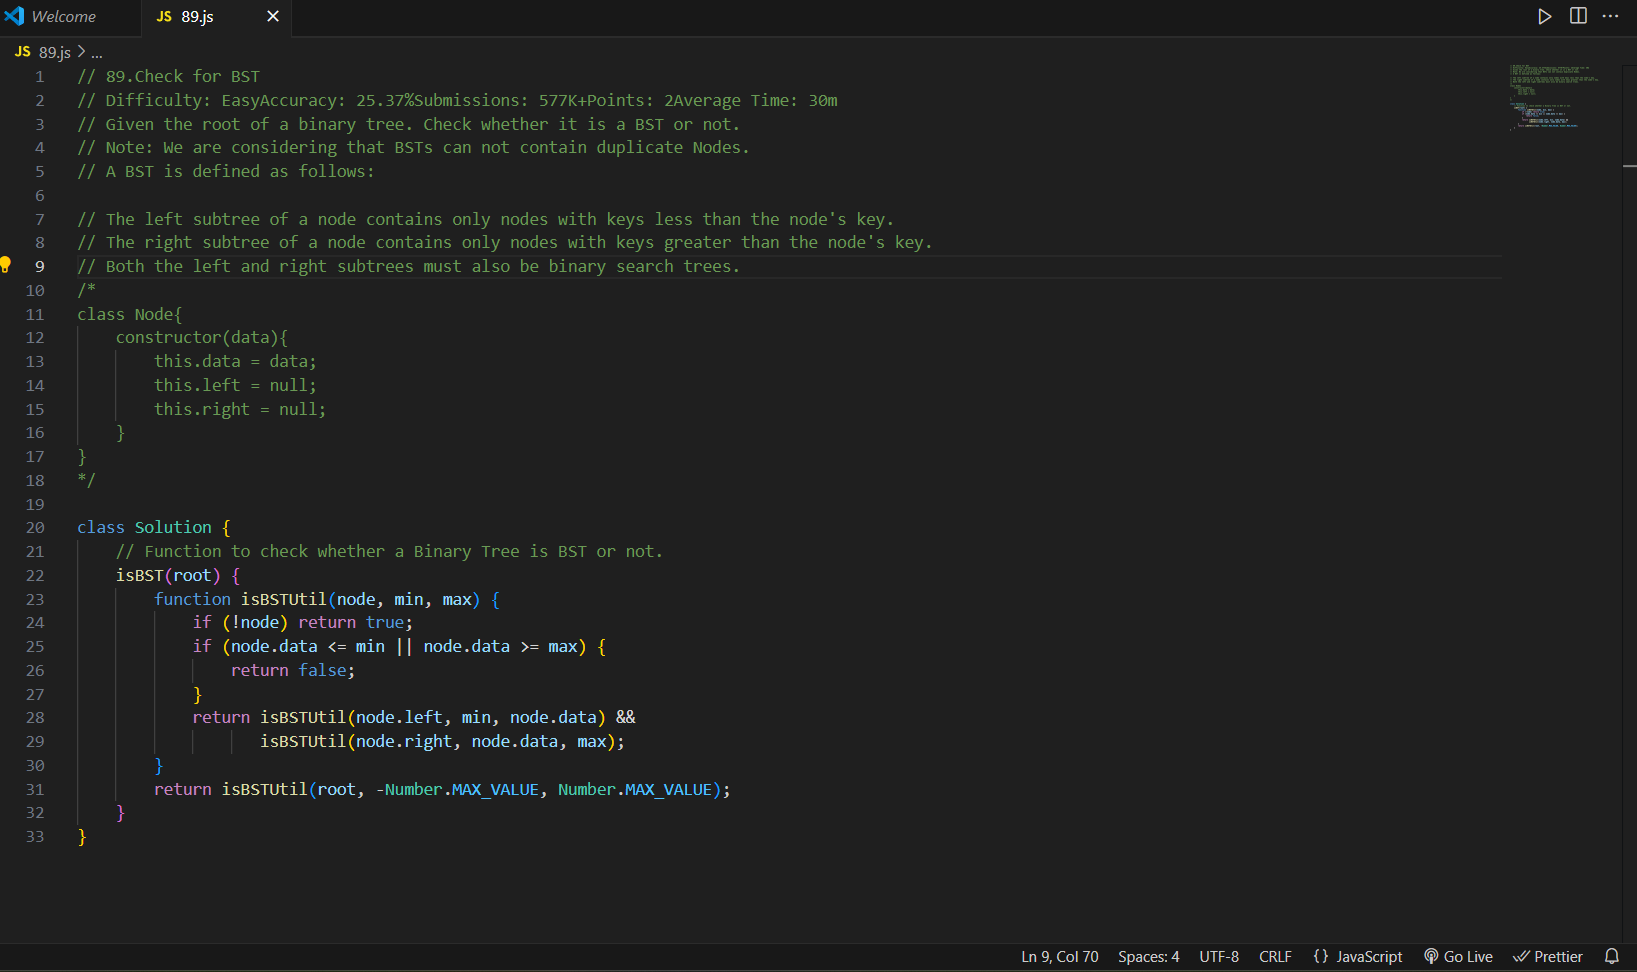 Welcome
JS 89.js
JS 89.js > ...
1 // 89.Check for BST
2 // Difficulty: EasyAccuracy: 25.37%Submissions: 577K+Points: 2Average Time: 30m
3 // Given the root of a binary tree. Check whether it is a BST or not.
4 // Note: We are considering that BSTs can not contain duplicate Nodes.
5 // A BST is defined as follows:
6
7 // The left subtree of a node contains only nodes with keys less than the node's key.
8 // The right subtree of a node contains only nodes with keys greater than the node's key.
9 // Both the left and right subtrees must also be binary search trees.
10 /*
11 class Node{
12     constructor(data){
13         this.data = data;
14         this.left = null;
15         this.right = null;
16     }
17 }
18 */
19
20 class Solution {
21     // Function to check whether a Binary Tree is BST or not.
22     isBST(root) {
23         function isBSTUtil(node, min, max) {
24             if (!node) return true;
25             if (node.data <= min || node.data >= max) {
26                 return false;
27             }
28             return isBSTUtil(node.left, min, node.data) &&
29                    isBSTUtil(node.right, node.data, max);
30         }
31         return isBSTUtil(root, -Number.MAX_VALUE, Number.MAX_VALUE);
32     }
33 }
Ln 9, Col 70 Spaces: 4 UTF-8 CRLF {} JavaScript Go Live Prettier